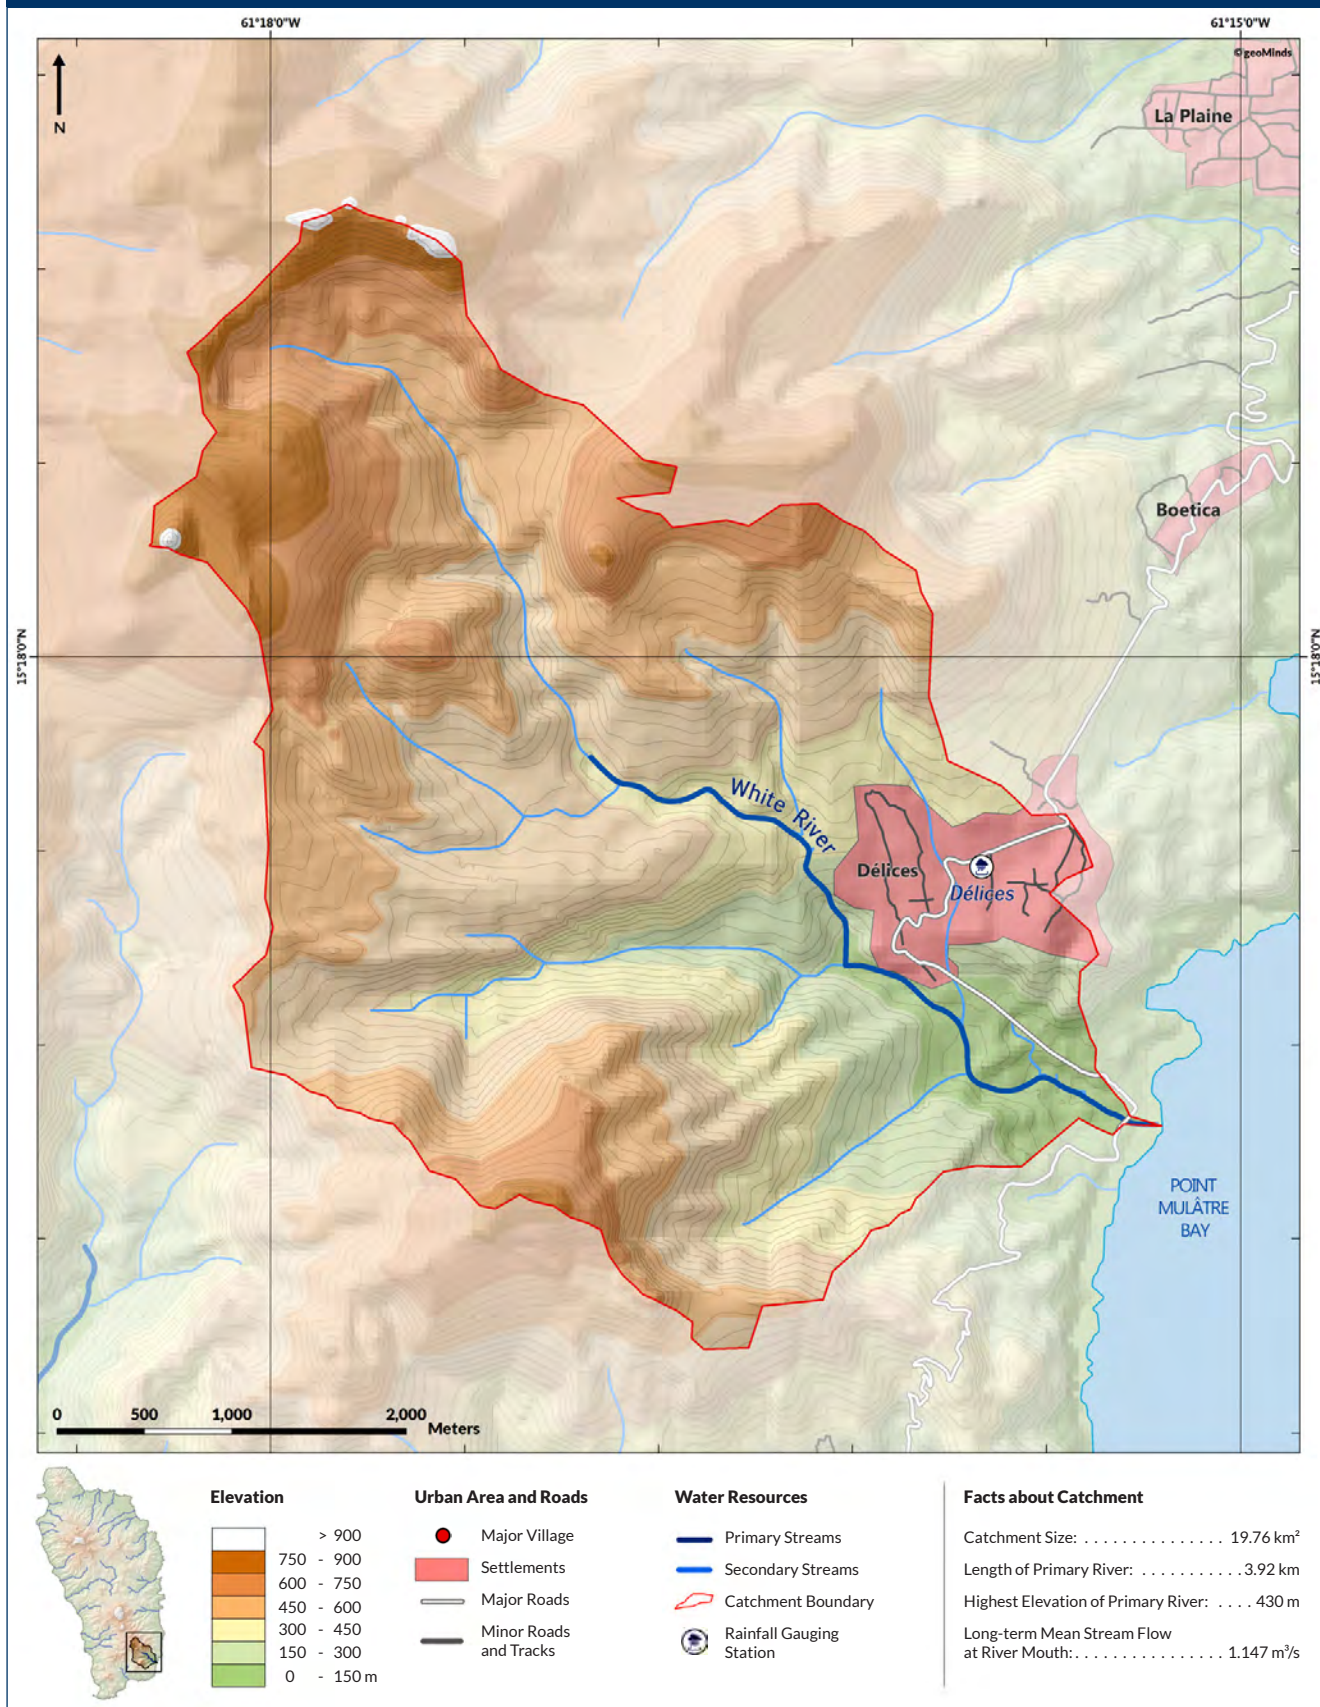 61°18'0"W
61°15'0"W
©geoMinds
N
La Plaine
Boetica
15°18'0"N
15°18'0"N
White River
Délices
Délices
POINT
MULÂTRE
BAY
0 500 1,000 2,000
Meters
Elevation
> 900
750 - 900
600 - 750
450 - 600
300 - 450
150 - 300
0 - 150 m
Urban Area and Roads
Major Village
Settlements
Major Roads
Minor Roads
and Tracks
Water Resources
Primary Streams
Secondary Streams
Catchment Boundary
Rainfall Gauging
Station
Facts about Catchment
Catchment Size: . . . . . . . . . . . . . . . 19.76 km²
Length of Primary River: . . . . . . . . . . . 3.92 km
Highest Elevation of Primary River: . . . . 430 m
Long-term Mean Stream Flow
at River Mouth: . . . . . . . . . . . . . . . . 1.147 m³/s